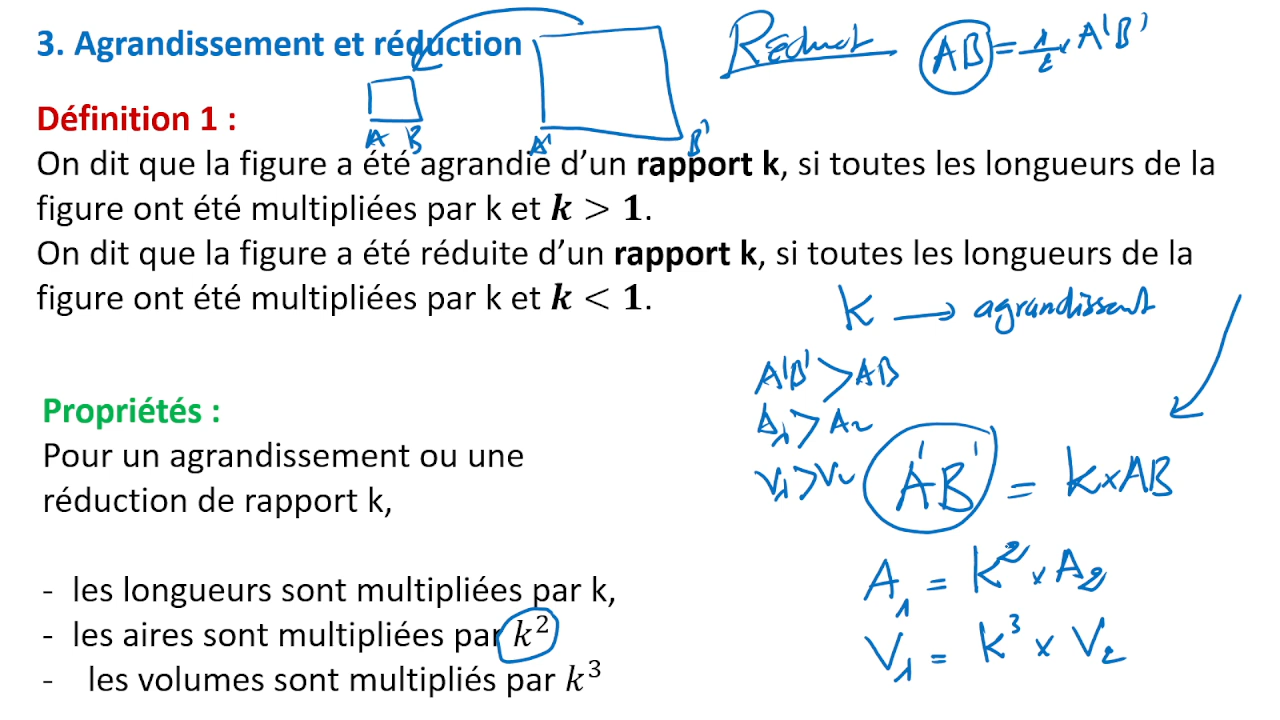 3. Agrandissement et réduction
Réduct AB = 1/2 × A'B'
A B A' B'
Définition 1 :
On dit que la figure a été agrandie d’un rapport k, si toutes les longueurs de la
figure ont été multipliées par k et k > 1.
On dit que la figure a été réduite d’un rapport k, si toutes les longueurs de la
figure ont été multipliées par k et k < 1.
k → agrandissant
A'B' > AB
A₁ > A₂
V₁ > V₂
A'B' = k × AB
A₁ = k² × A₂
V₁ = k³ × V₂
Propriétés :
Pour un agrandissement ou une
réduction de rapport k,
- les longueurs sont multipliées par k,
- les aires sont multipliées par k²
- les volumes sont multipliés par k³